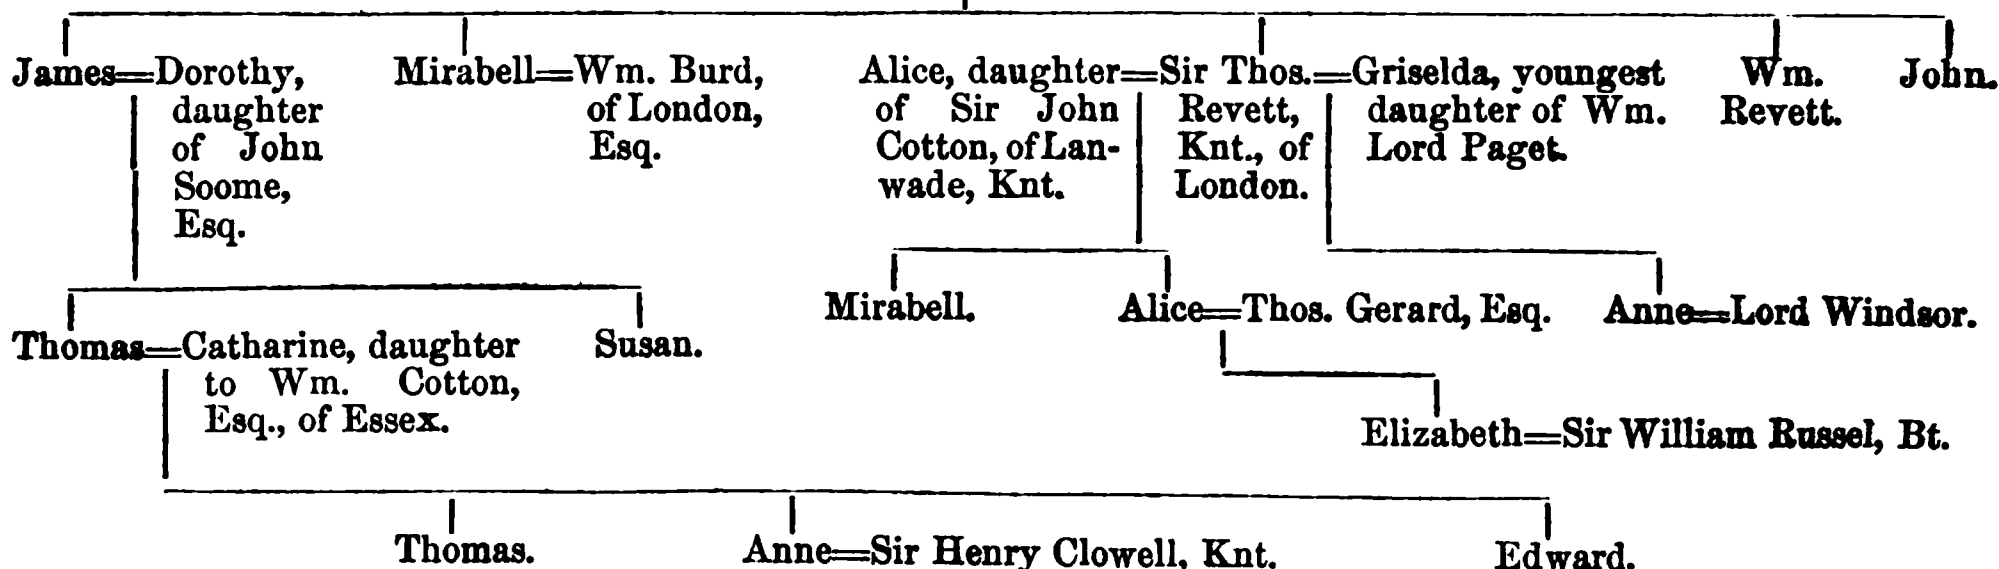 James=Dorothy,
daughter
of John
Soome,
Esq.
Mirabell=Wm. Burd,
of London,
Esq.
Alice, daughter=Sir Thos.=Griselda, youngest
of Sir John Revett, daughter of Wm.
Cotton, of Lan- Knt., of Lord Paget.
wade, Knt. London.
Wm.
Revett.
John.
Mirabell.
Alice=Thos. Gerard, Esq.
Anne=Lord Windsor.
Thomas=Catharine, daughter
to Wm. Cotton,
Esq., of Essex.
Susan.
Elizabeth=Sir William Russel, Bt.
Thomas.
Anne=Sir Henry Clowell, Knt.
Edward.